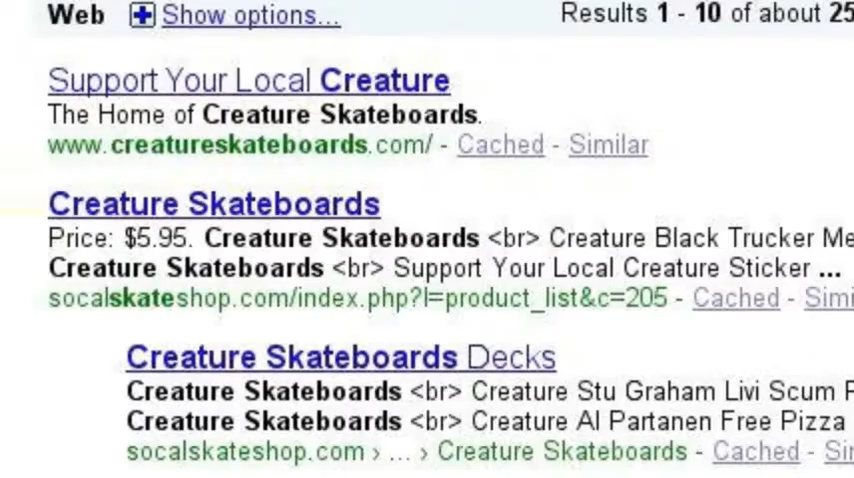 Web Show options...
Results 1 - 10 of about 25
Support Your Local Creature
The Home of Creature Skateboards.
www.creatureskateboards.com/ - Cached - Similar
Creature Skateboards
Price: $5.95. Creature Skateboards <br> Creature Black Trucker Me
Creature Skateboards <br> Support Your Local Creature Sticker ...
socalskateshop.com/index.php?l=product_list&c=205 - Cached - Simi
Creature Skateboards Decks
Creature Skateboards <br> Creature Stu Graham Livi Scum F
Creature Skateboards <br> Creature Al Partanen Free Pizza
socalskateshop.com › ... › Creature Skateboards - Cached - Sir